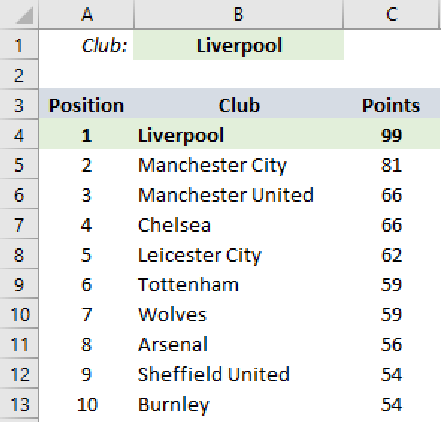 A B C
1 Club: Liverpool
2
3 Position Club Points
4 1 Liverpool 99
5 2 Manchester City 81
6 3 Manchester United 66
7 4 Chelsea 66
8 5 Leicester City 62
9 6 Tottenham 59
10 7 Wolves 59
11 8 Arsenal 56
12 9 Sheffield United 54
13 10 Burnley 54